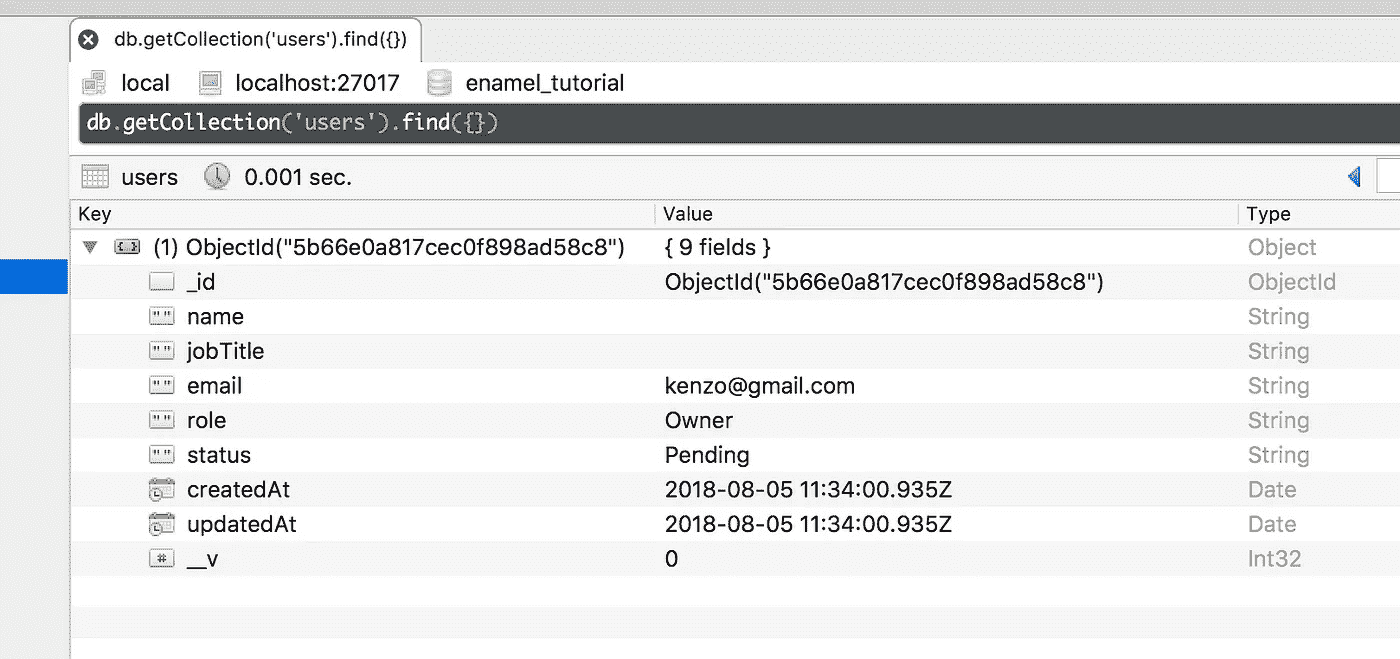 db.getCollection('users').find({})
local localhost:27017 enamel_tutorial
db.getCollection('users').find({})
users 0.001 sec.
Key Value Type
(1) ObjectId("5b66e0a817cec0f898ad58c8") { 9 fields } Object
_id ObjectId("5b66e0a817cec0f898ad58c8") ObjectId
name String
jobTitle String
email kenzo@gmail.com String
role Owner String
status Pending String
createdAt 2018-08-05 11:34:00.935Z Date
updatedAt 2018-08-05 11:34:00.935Z Date
__v 0 Int32